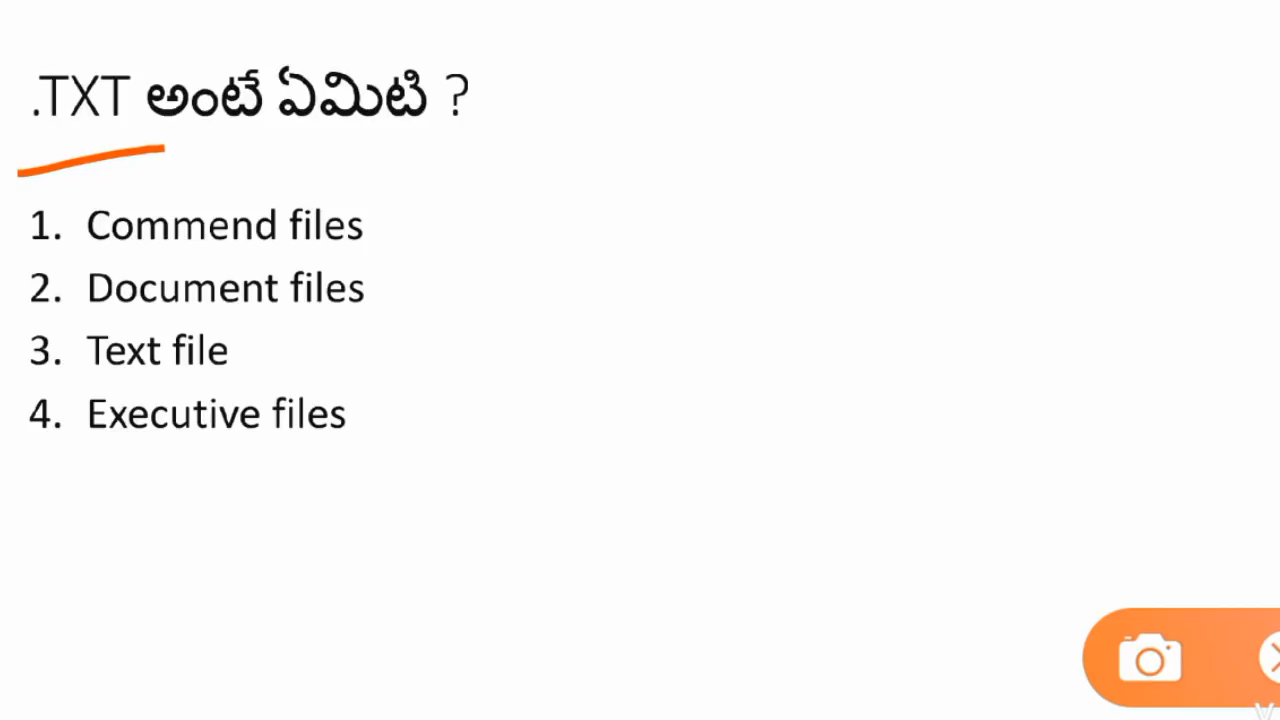 .TXT అంటే ఏమిటి ?
1. Commend files
2. Document files
3. Text file
4. Executive files